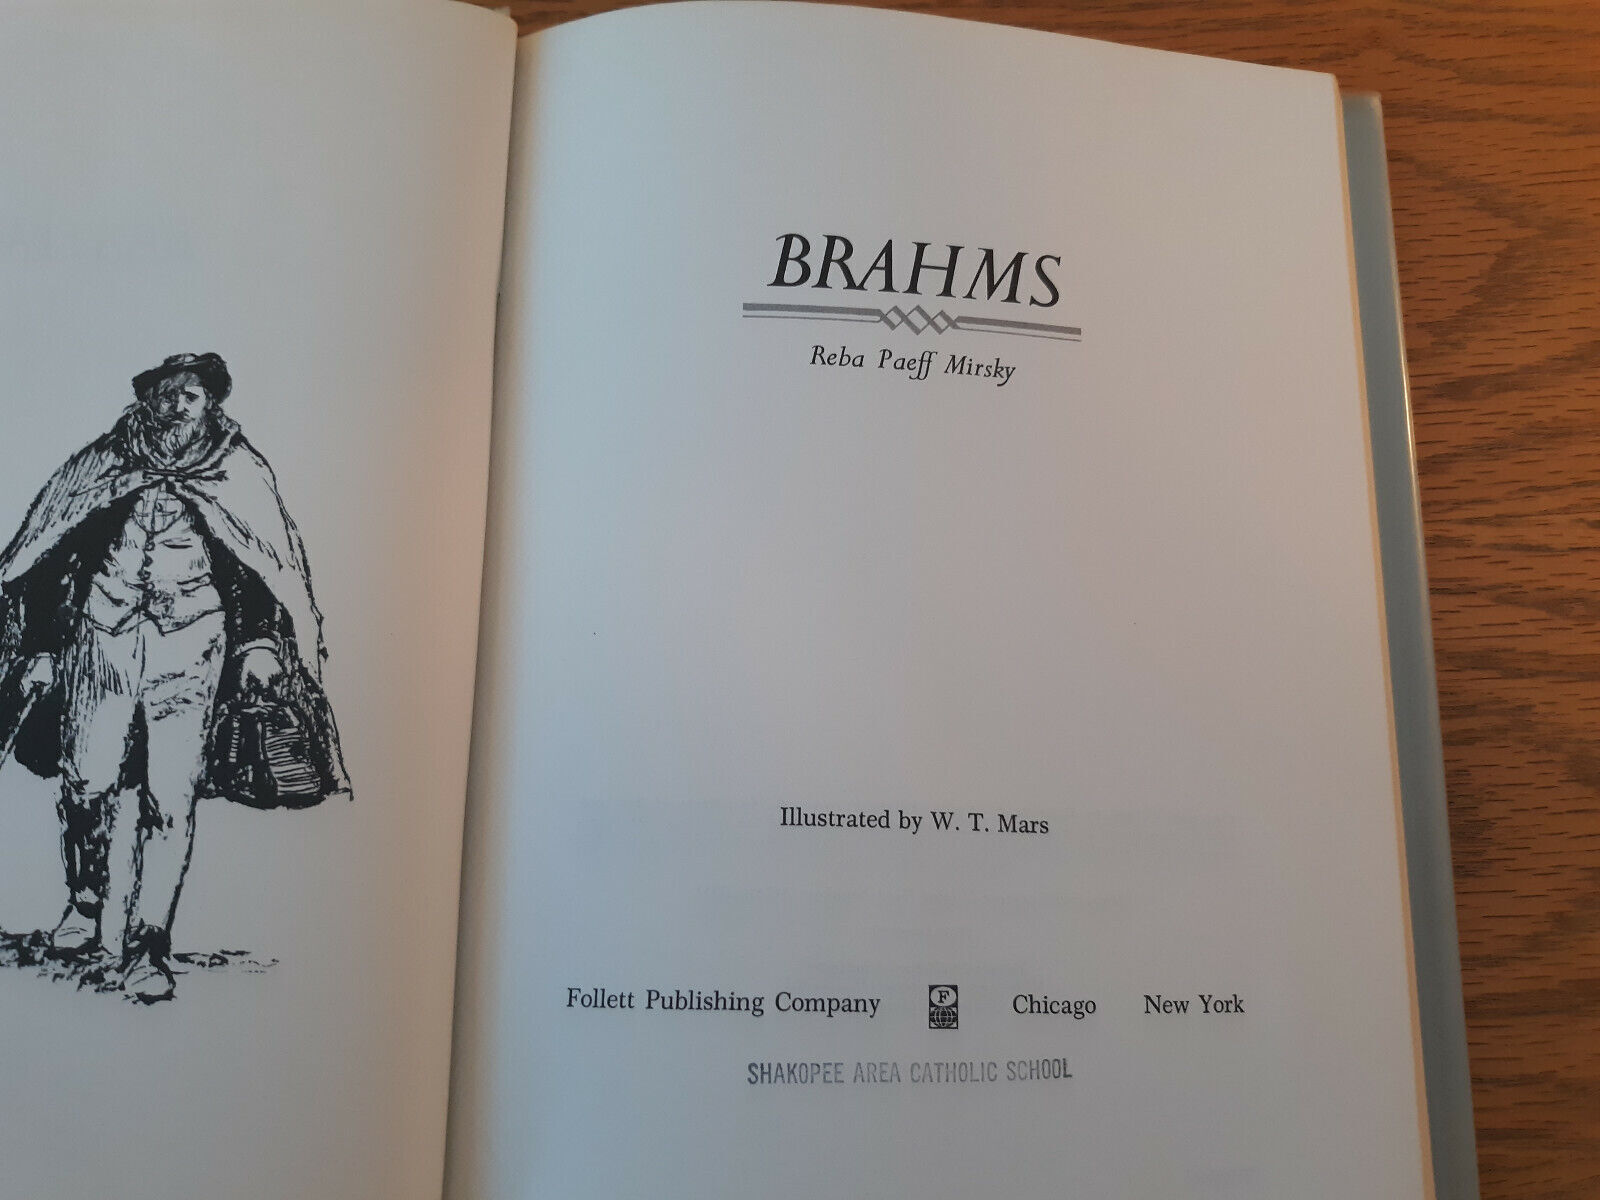 BRAHMS
Reba Paeff Mirsky
Illustrated by W. T. Mars
Follett Publishing Company F Chicago New York
SHAKOPEE AREA CATHOLIC SCHOOL